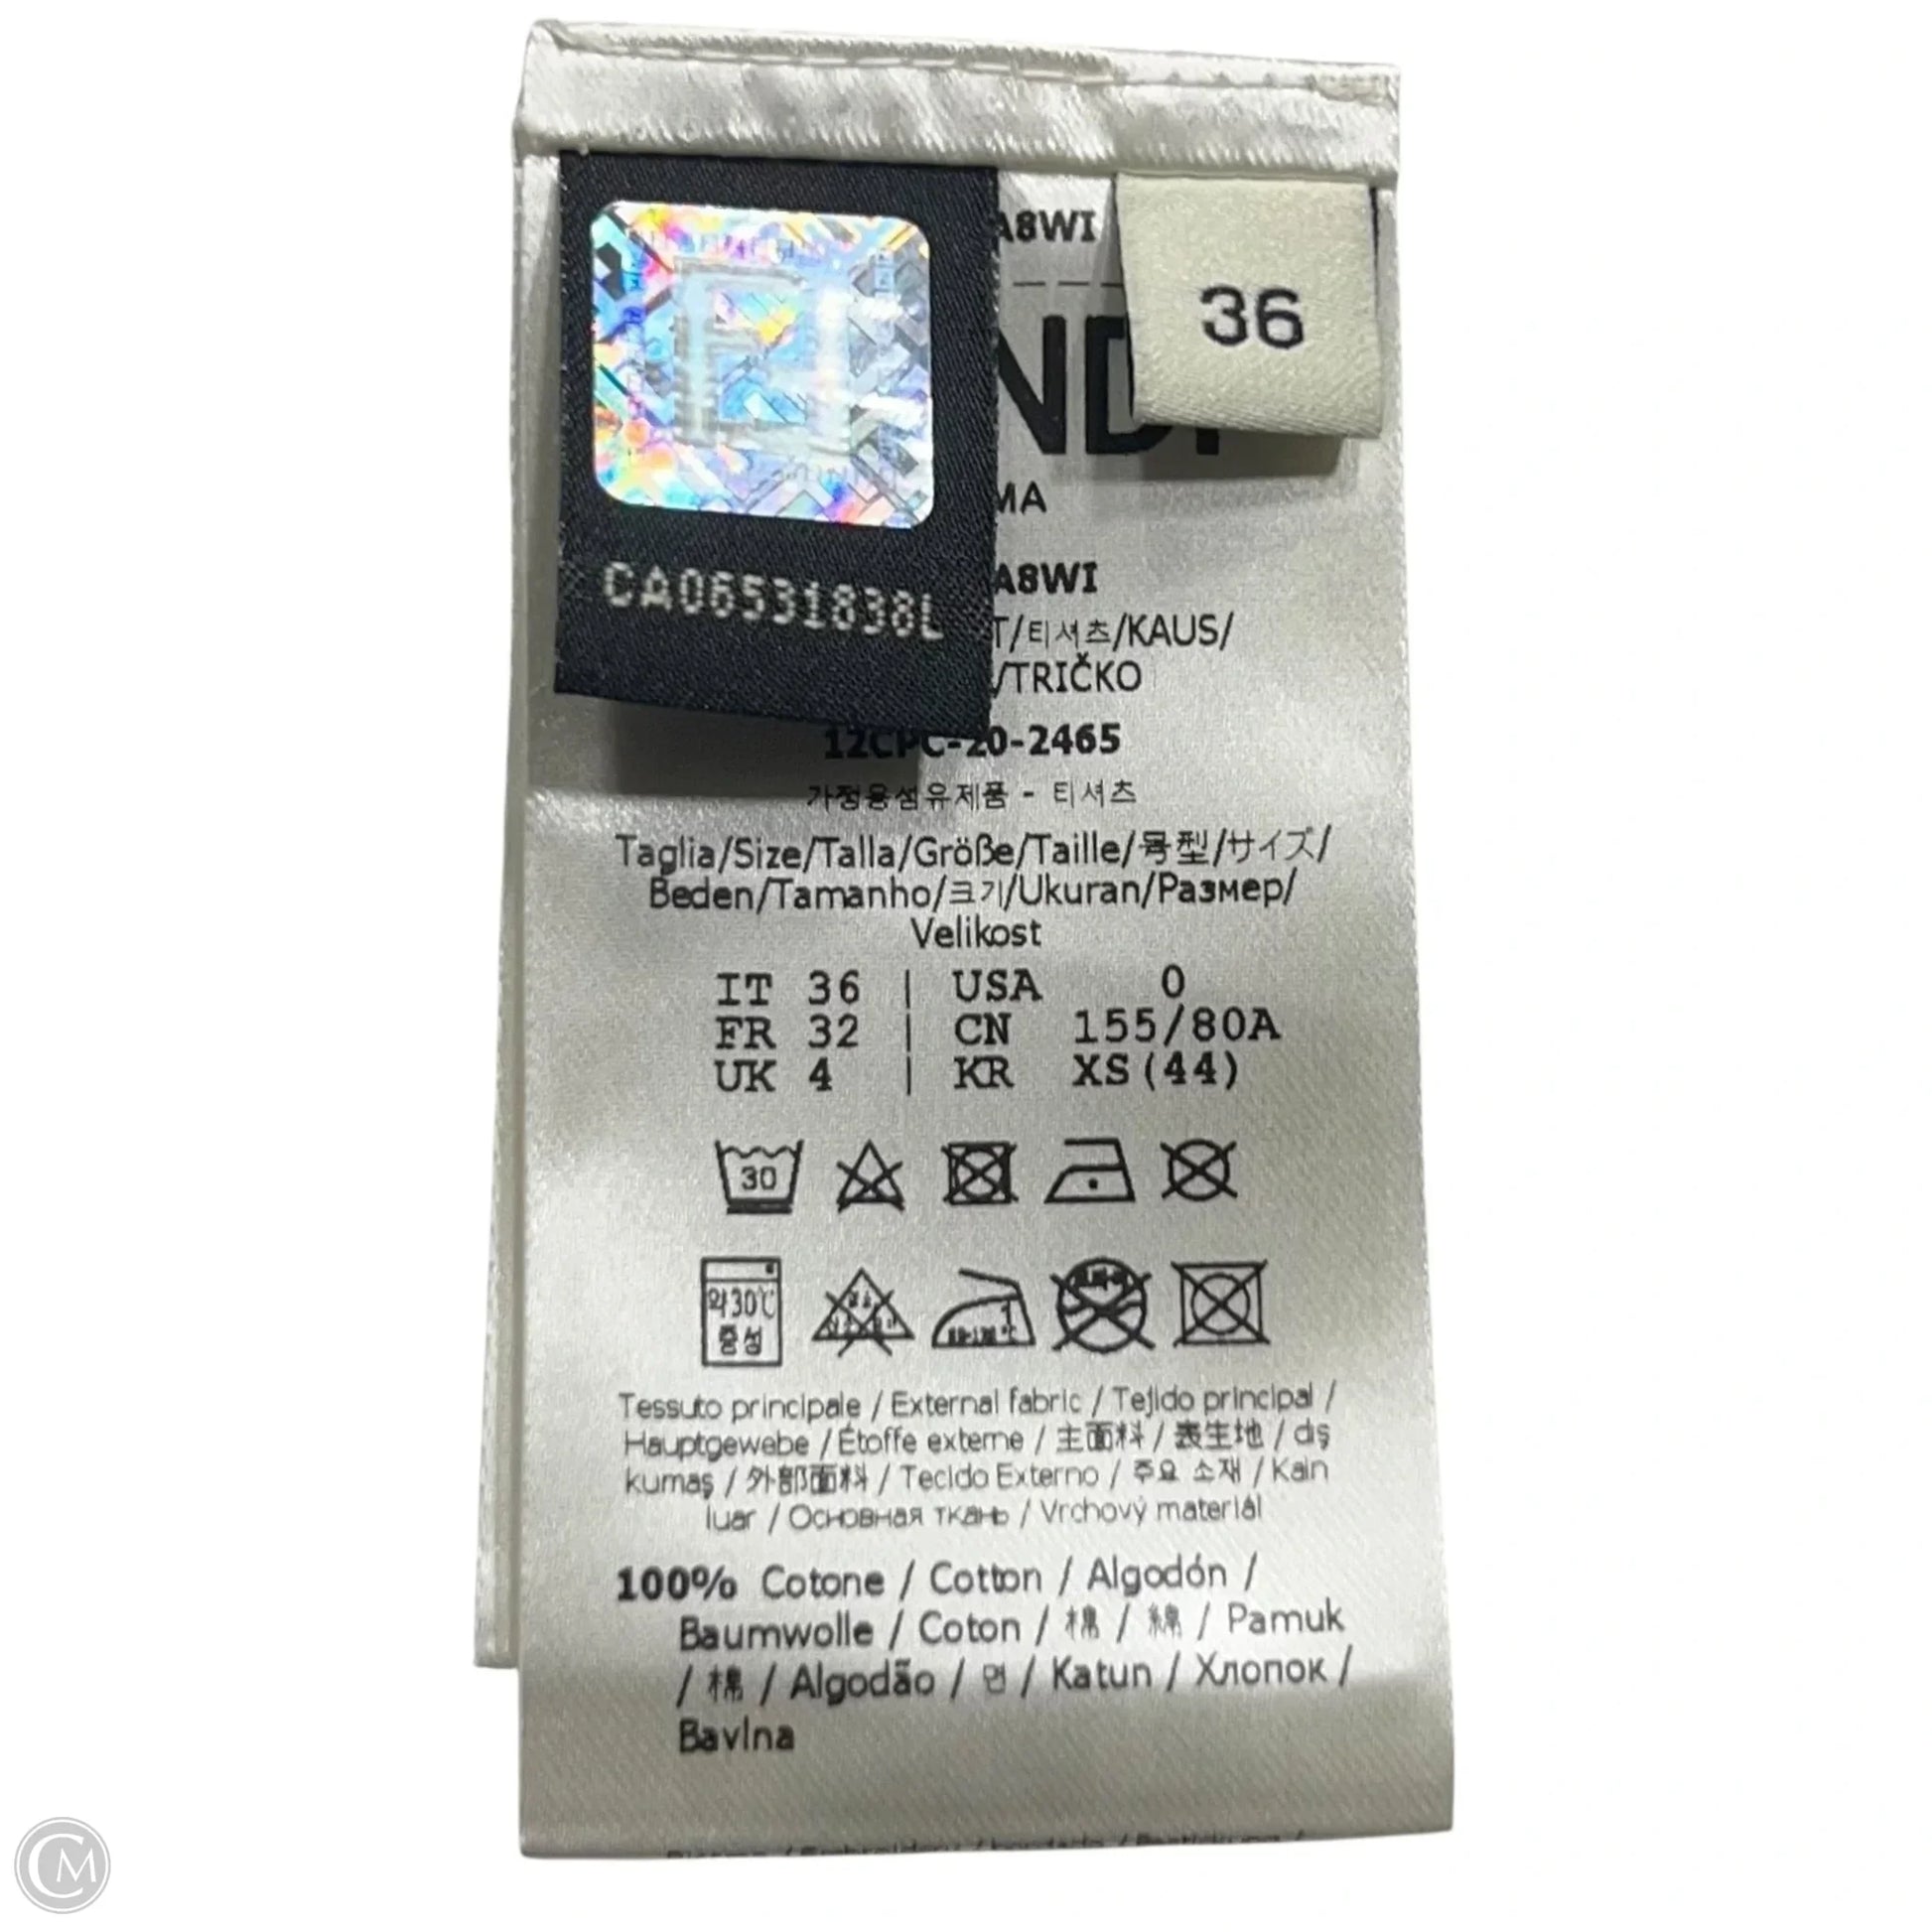 A8WI
36
ND
MA
CA06531838L
A8WI
T/티셔츠/KAUS/
/TRIČKO
12CPC-20-2465
가정용섬유제품 - 티셔츠
Taglia/Size/Talla/Größe/Taille/号型/サイズ/
Beden/Tamanho/크기/Ukuran/Размер/
Velikost
IT 36 | USA 0
FR 32 | CN 155/80A
UK 4 | KR XS(44)
30
약30℃
중성
Tessuto principale / External fabric / Tejido principal /
Hauptgewebe / Étoffe externe / 主面料 / 表生地 / dış
kumaş / 外部面料 / Tecido Externo / 주요 소재 / Kain
luar / Основная ткань / Vrchový materiál
100% Cotone / Cotton / Algodón /
Baumwolle / Coton / 棉 / 綿 / Pamuk
/ 棉 / Algodão / 면 / Katun / Хлопок /
Bavlna
CM